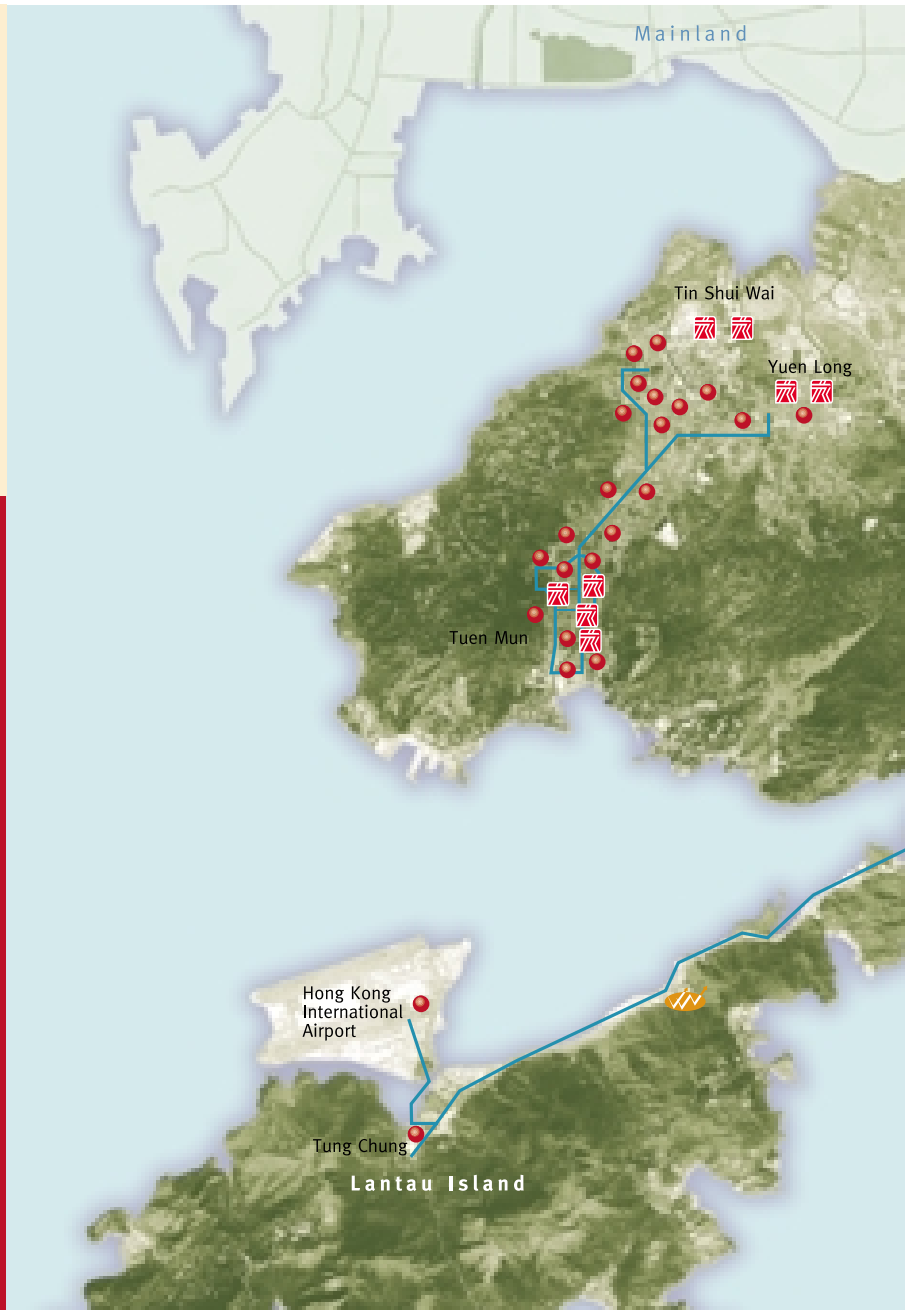 Mainland
Tin Shui Wai
Yuen Long
Tuen Mun
Hong Kong
International
Airport
Tung Chung
Lantau Island